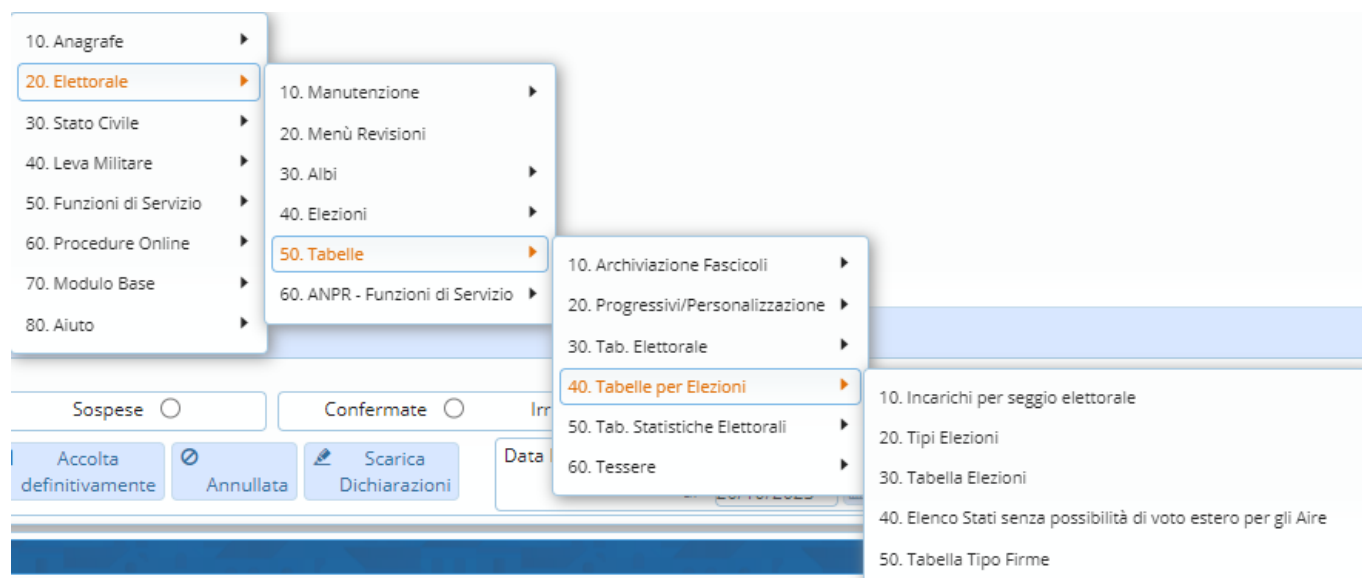 10. Anagrafe
20. Elettorale
30. Stato Civile
40. Leva Militare
50. Funzioni di Servizio
60. Procedure Online
70. Modulo Base
80. Aiuto
10. Manutenzione
20. Menù Revisioni
30. Albi
40. Elezioni
50. Tabelle
60. ANPR - Funzioni di Servizio
10. Archiviazione Fascicoli
20. Progressivi/Personalizzazione
30. Tab. Elettorale
40. Tabelle per Elezioni
50. Tab. Statistiche Elettorali
60. Tessere
10. Incarichi per seggio elettorale
20. Tipi Elezioni
30. Tabella Elezioni
40. Elenco Stati senza possibilità di voto estero per gli Aire
50. Tabella Tipo Firme
Sospese
Confermate
Irr
Accolta
definitivamente
Annullata
Scarica
Dichiarazioni
Data